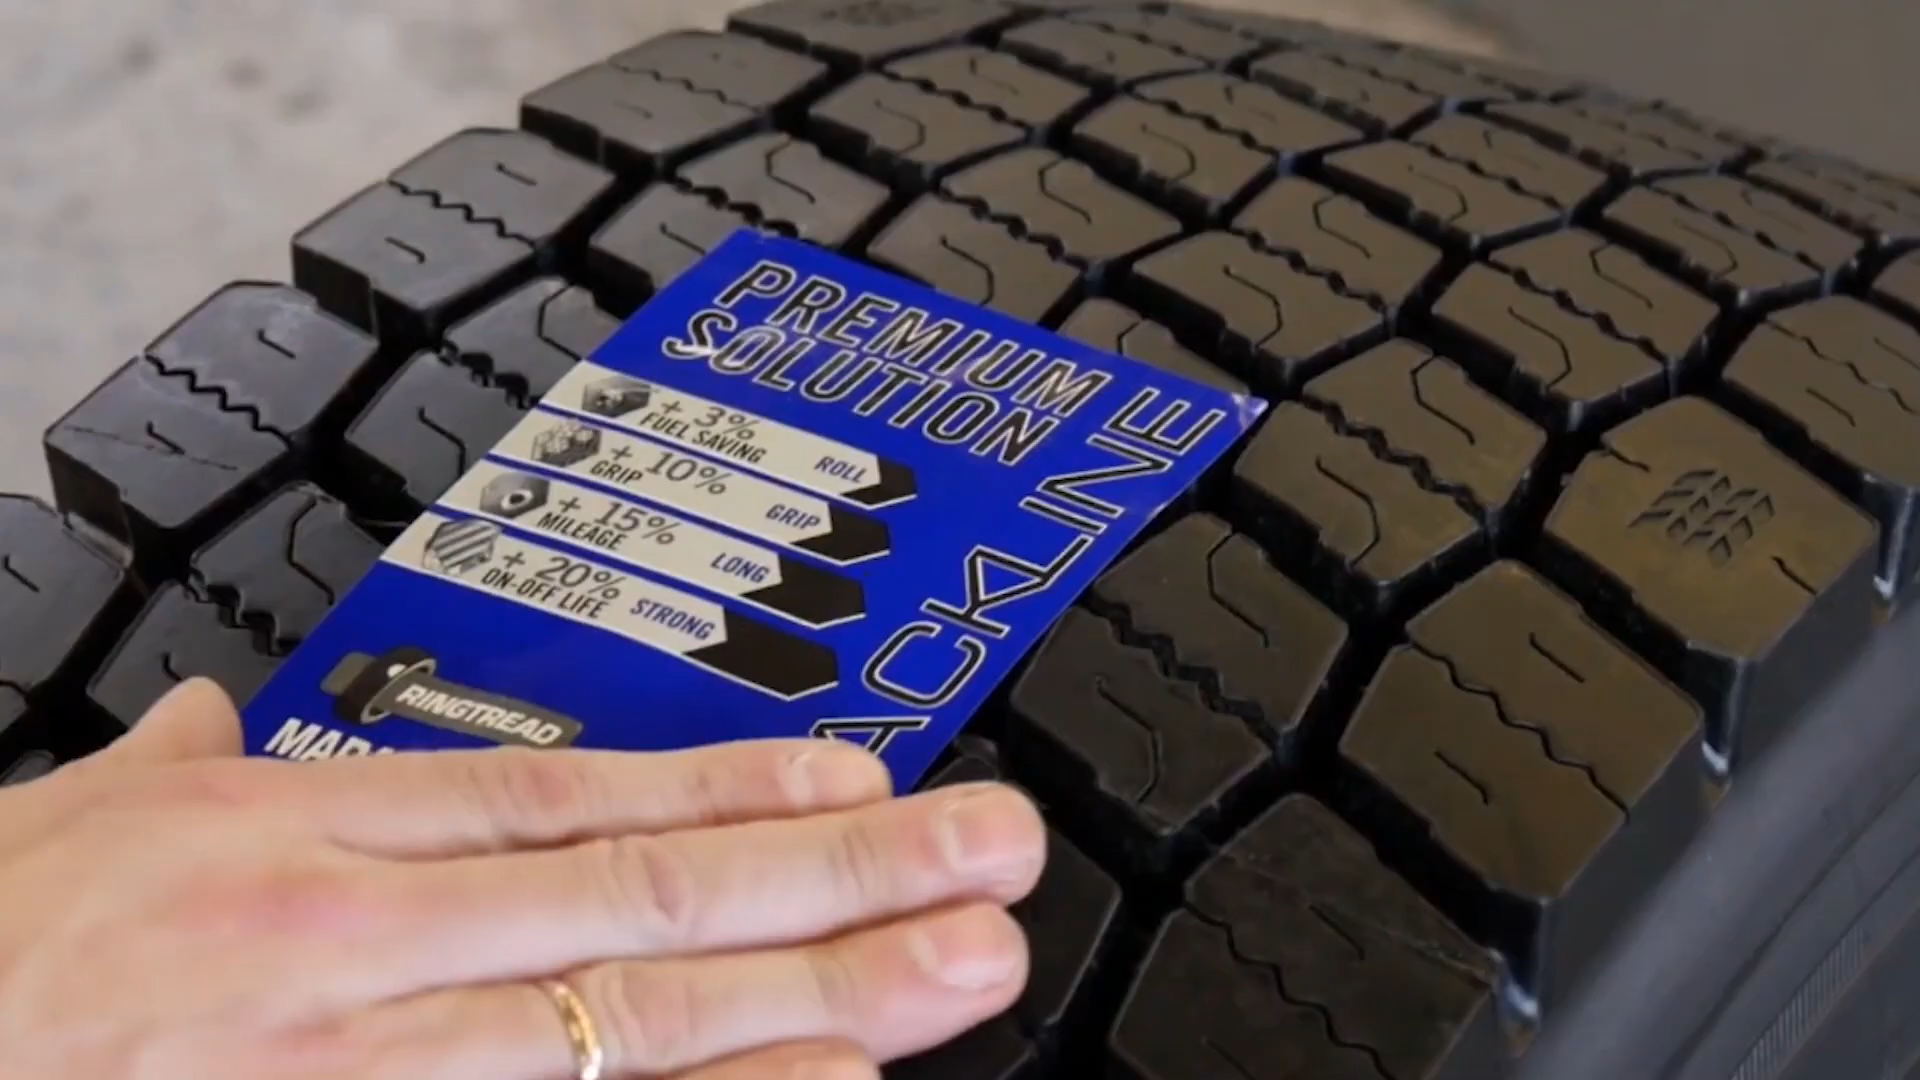 PREMIUM
SOLUTION
+ 3%
FUEL SAVING
ROLL
+ 10%
GRIP
GRIP
+ 15%
MILEAGE
LONG
+ 20%
ON-OFF LIFE
STRONG
RINGTREAD
ACKLINE